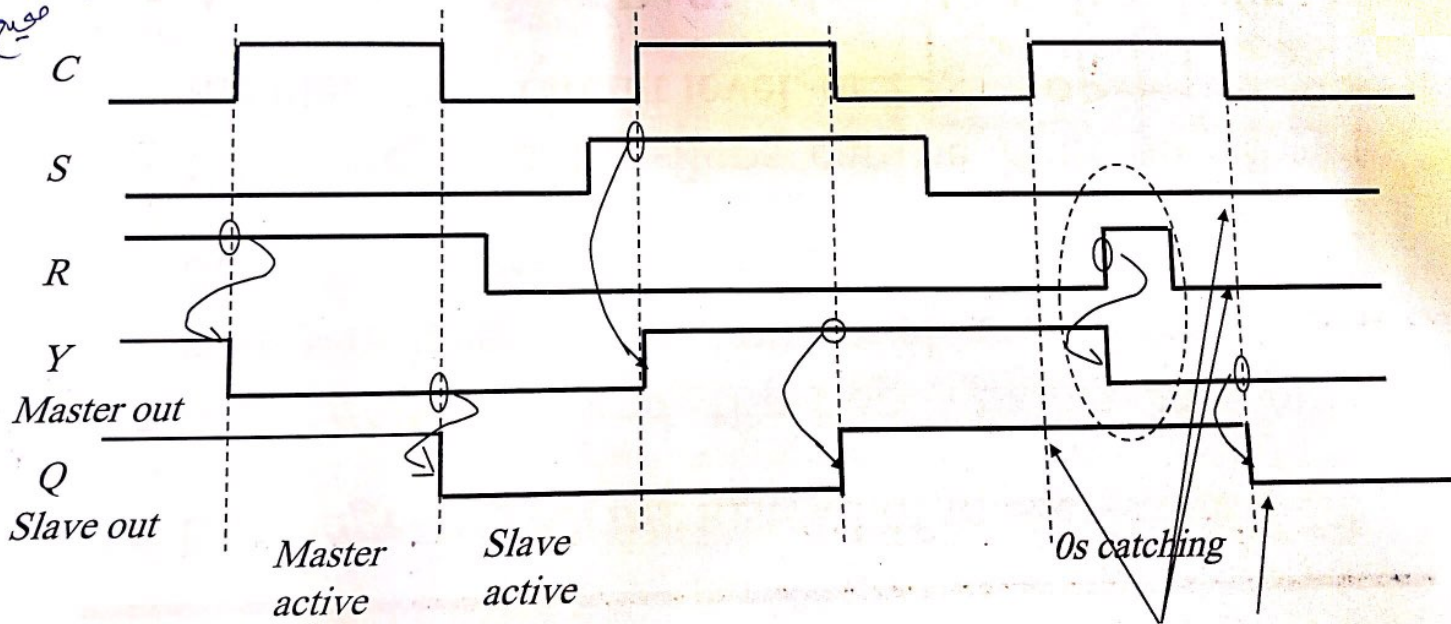 C
S
R
Y
Master out
Q
Slave out
Master
active
Slave
active
0s catching